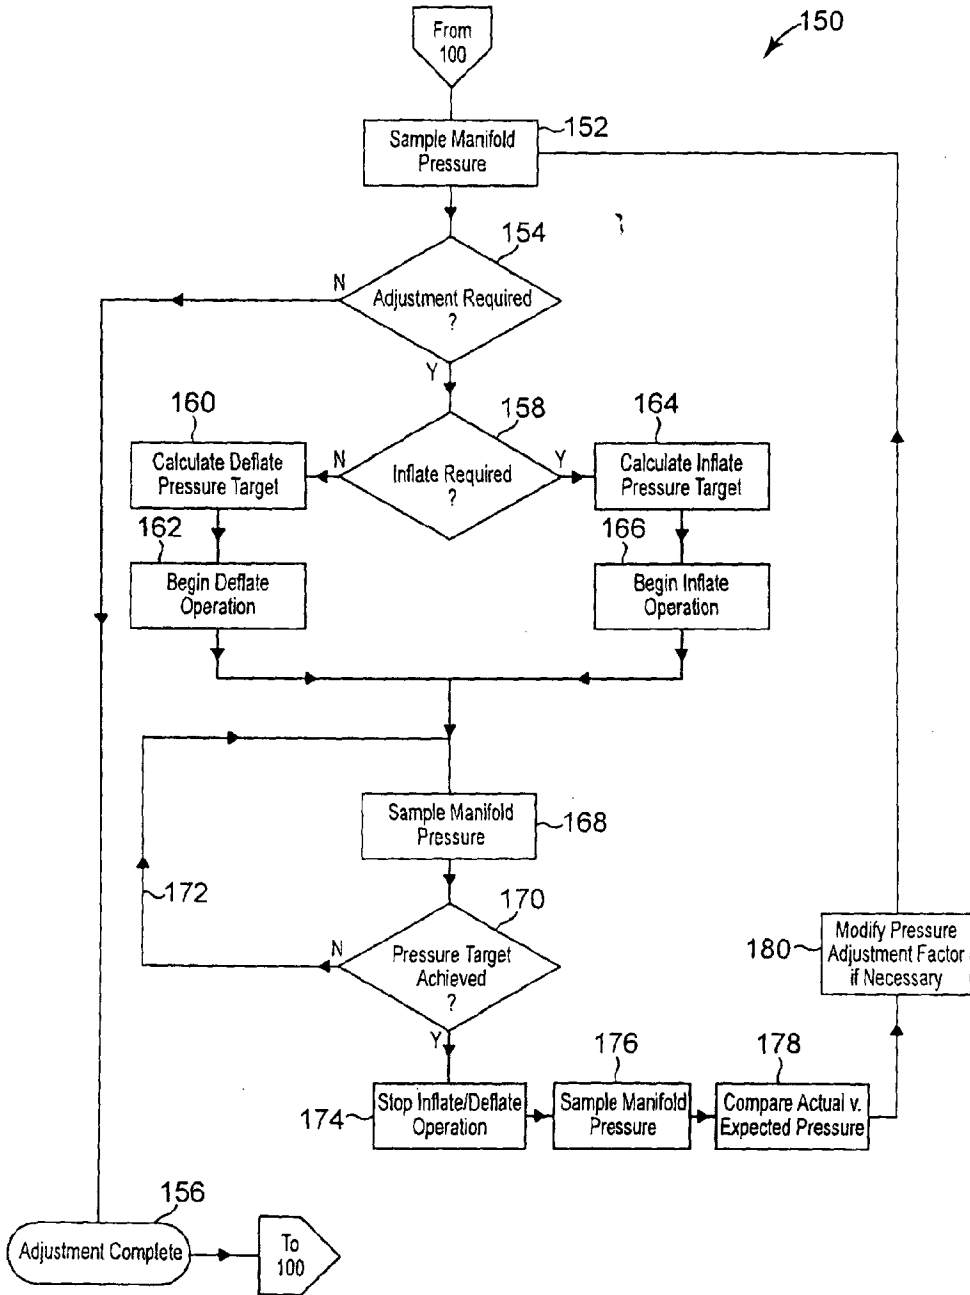 From
100
150
Sample Manifold
Pressure
152
154
N
Adjustment Required
?
Y
160
158
164
Calculate Deflate
Pressure Target
N
Inflate Required
?
Y
Calculate Inflate
Pressure Target
162
166
Begin Deflate
Operation
Begin Inflate
Operation
Sample Manifold
Pressure
168
172
170
N
Pressure Target
Achieved
?
Y
180
Modify Pressure
Adjustment Factor
if Necessary
174
Stop Inflate/Deflate
Operation
176
Sample Manifold
Pressure
178
Compare Actual v.
Expected Pressure
156
Adjustment Complete
To
100